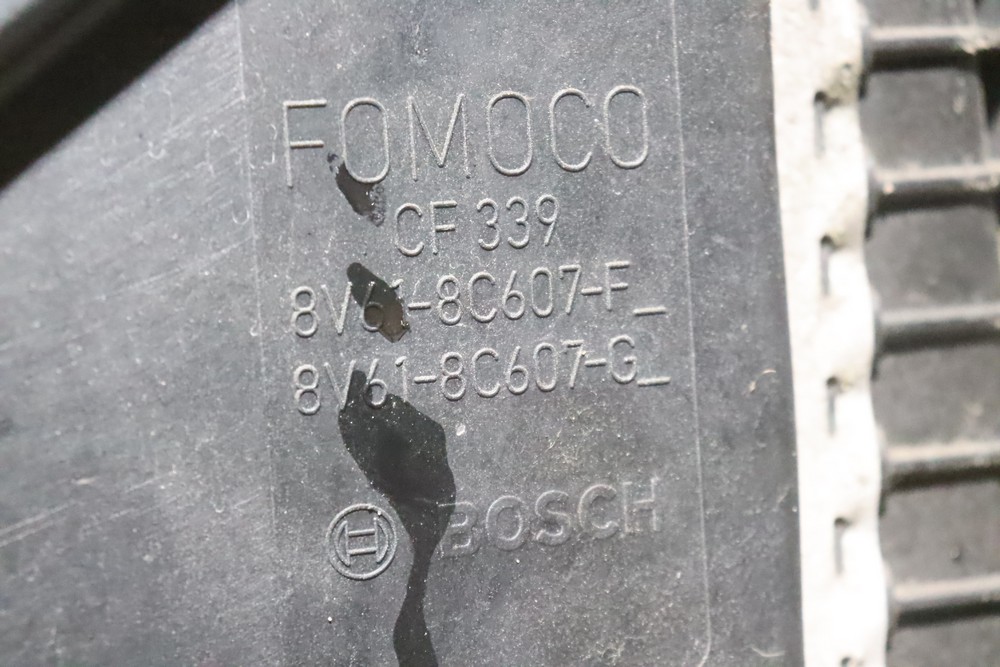 FOMOCO
CF 339
8V61-8C607-F_
8V61-8C607-G_
BOSCH